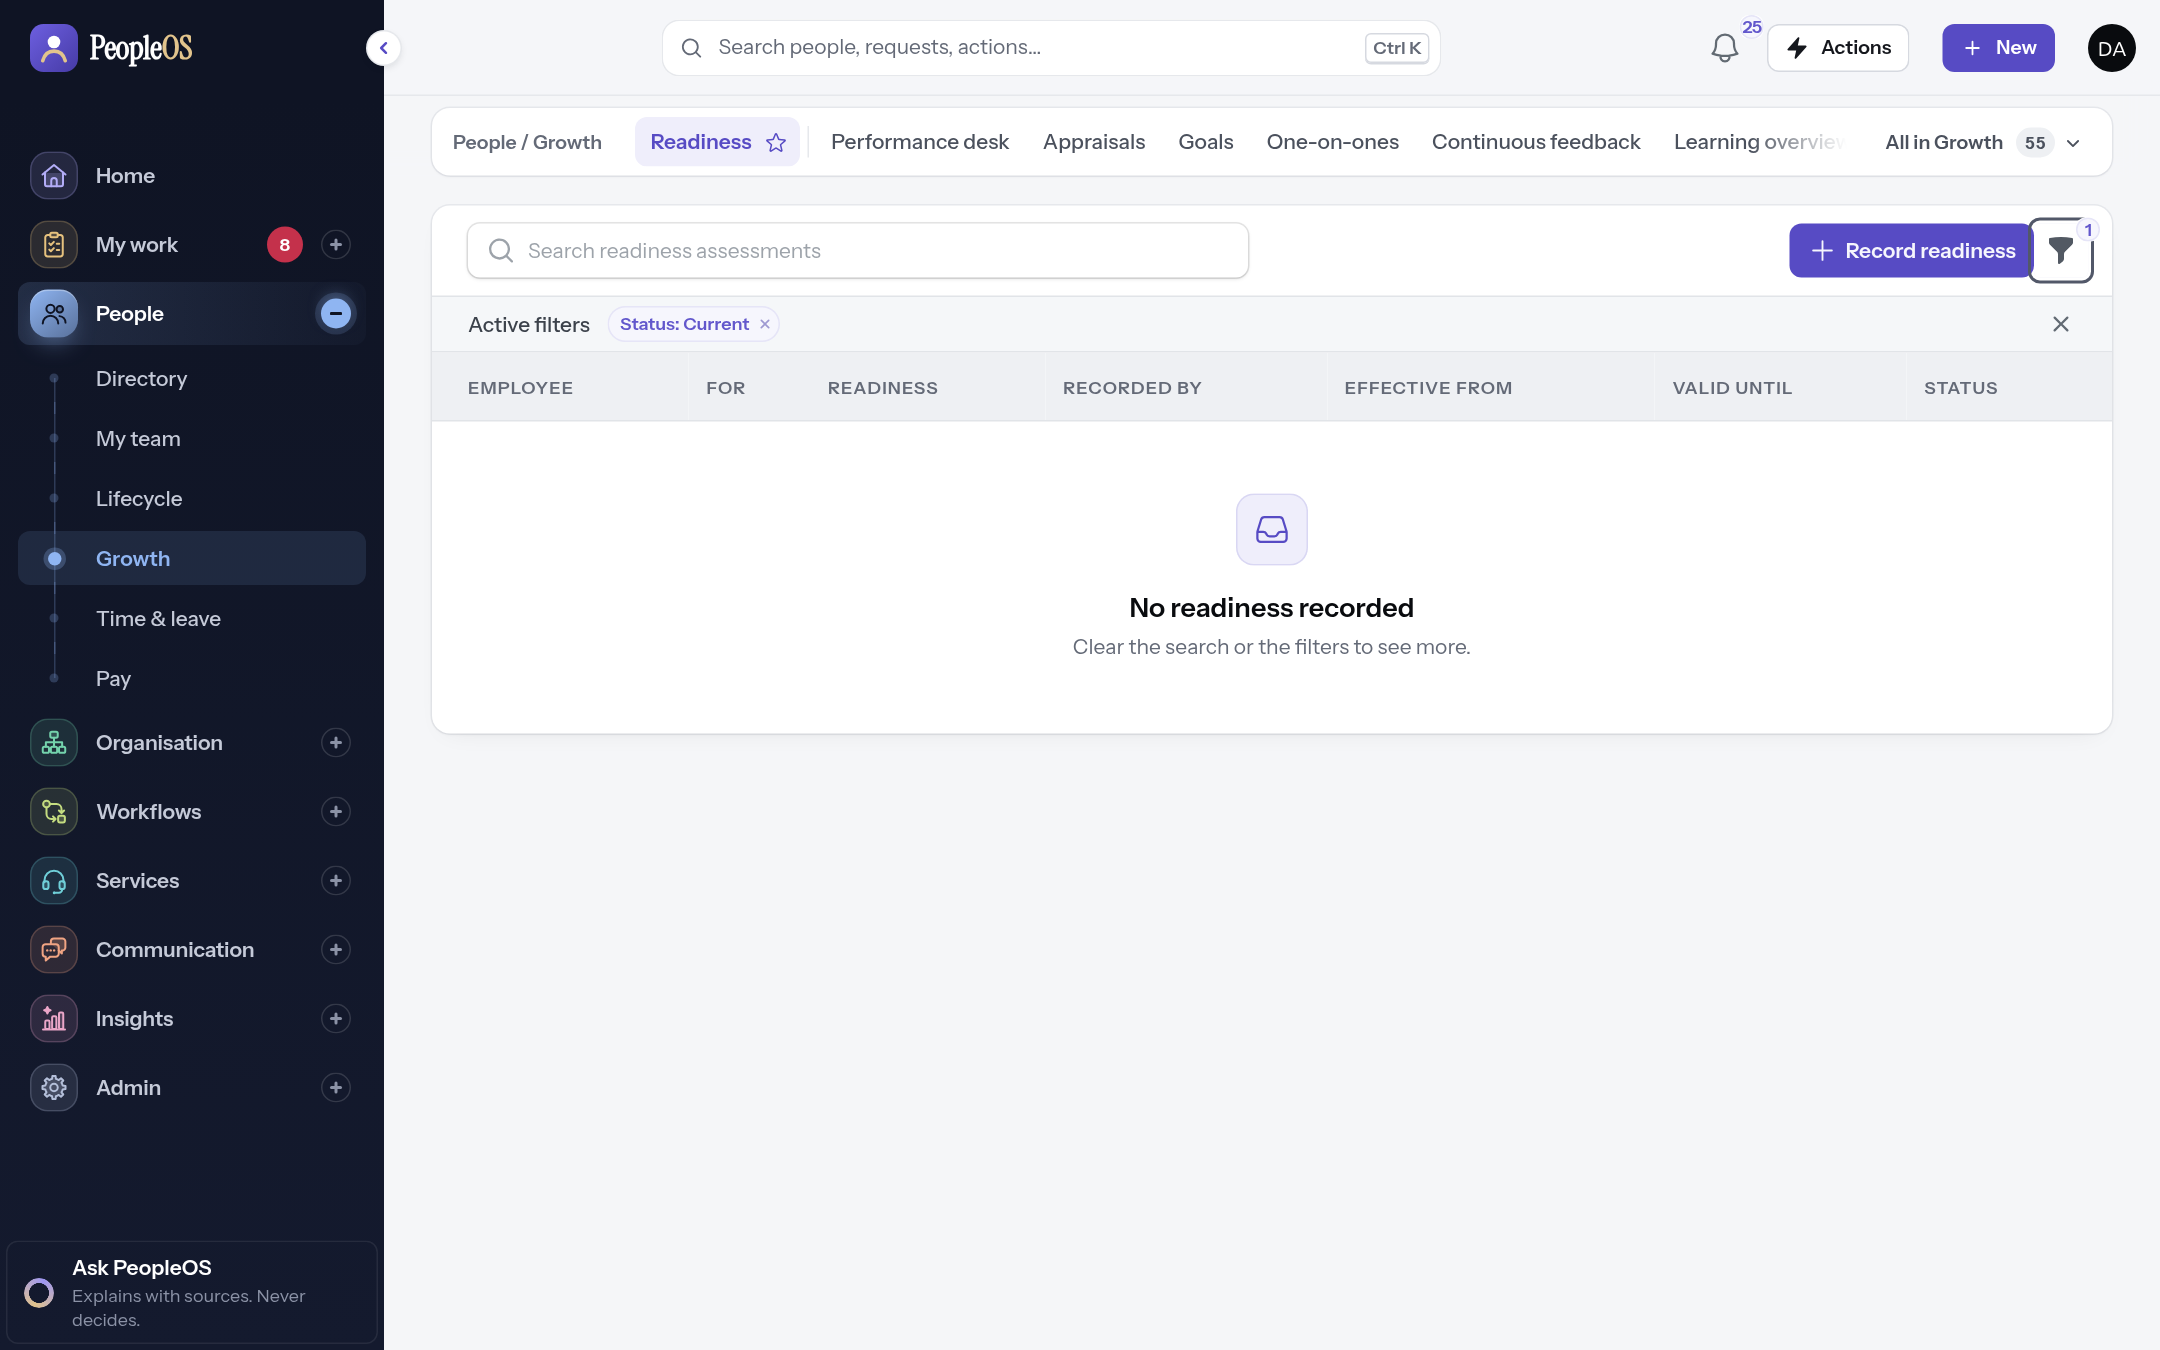 PeopleOS
Search people, requests, actions...
Ctrl K
25
Actions
New
DA
Home
My work
8
People
Directory
My team
Lifecycle
Growth
Time & leave
Pay
Organisation
Workflows
Services
Communication
Insights
Admin
Ask PeopleOS
Explains with sources. Never
decides.
People / Growth
Readiness
Performance desk
Appraisals
Goals
One-on-ones
Continuous feedback
Learning overview
All in Growth
55
Search readiness assessments
Record readiness
1
Active filters
Status: Current
EMPLOYEE
FOR
READINESS
RECORDED BY
EFFECTIVE FROM
VALID UNTIL
STATUS
No readiness recorded
Clear the search or the filters to see more.